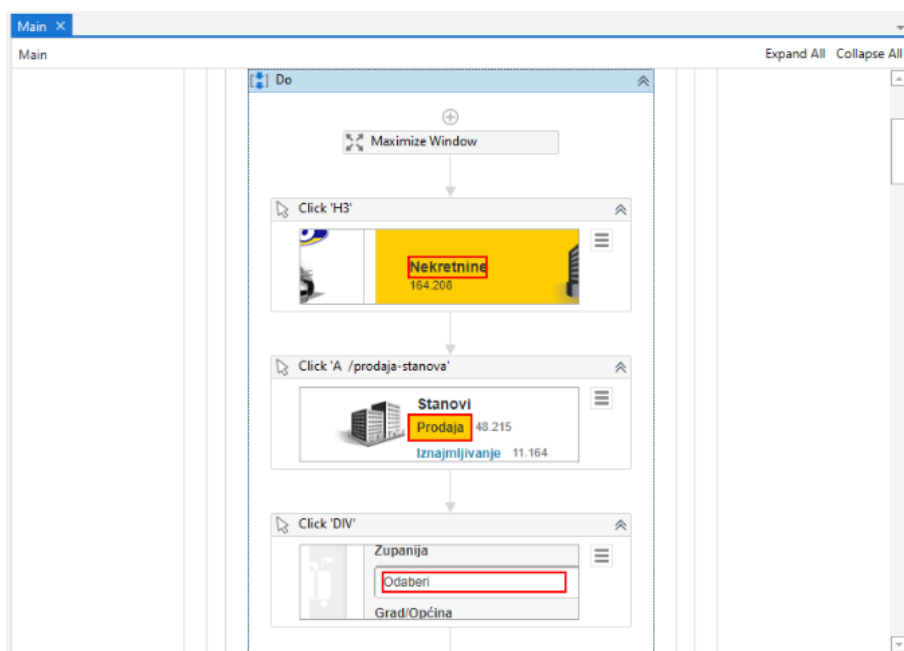 Main
Main
Expand All Collapse All
Do
Maximize Window
Click 'H3'
Nekretnine
164.208
Click 'A /prodaja-stanova'
Stanovi
Prodaja 48.215
Iznajmljivanje 11.164
Click 'DIV'
Zupanija
Odaberi
Grad/Općina